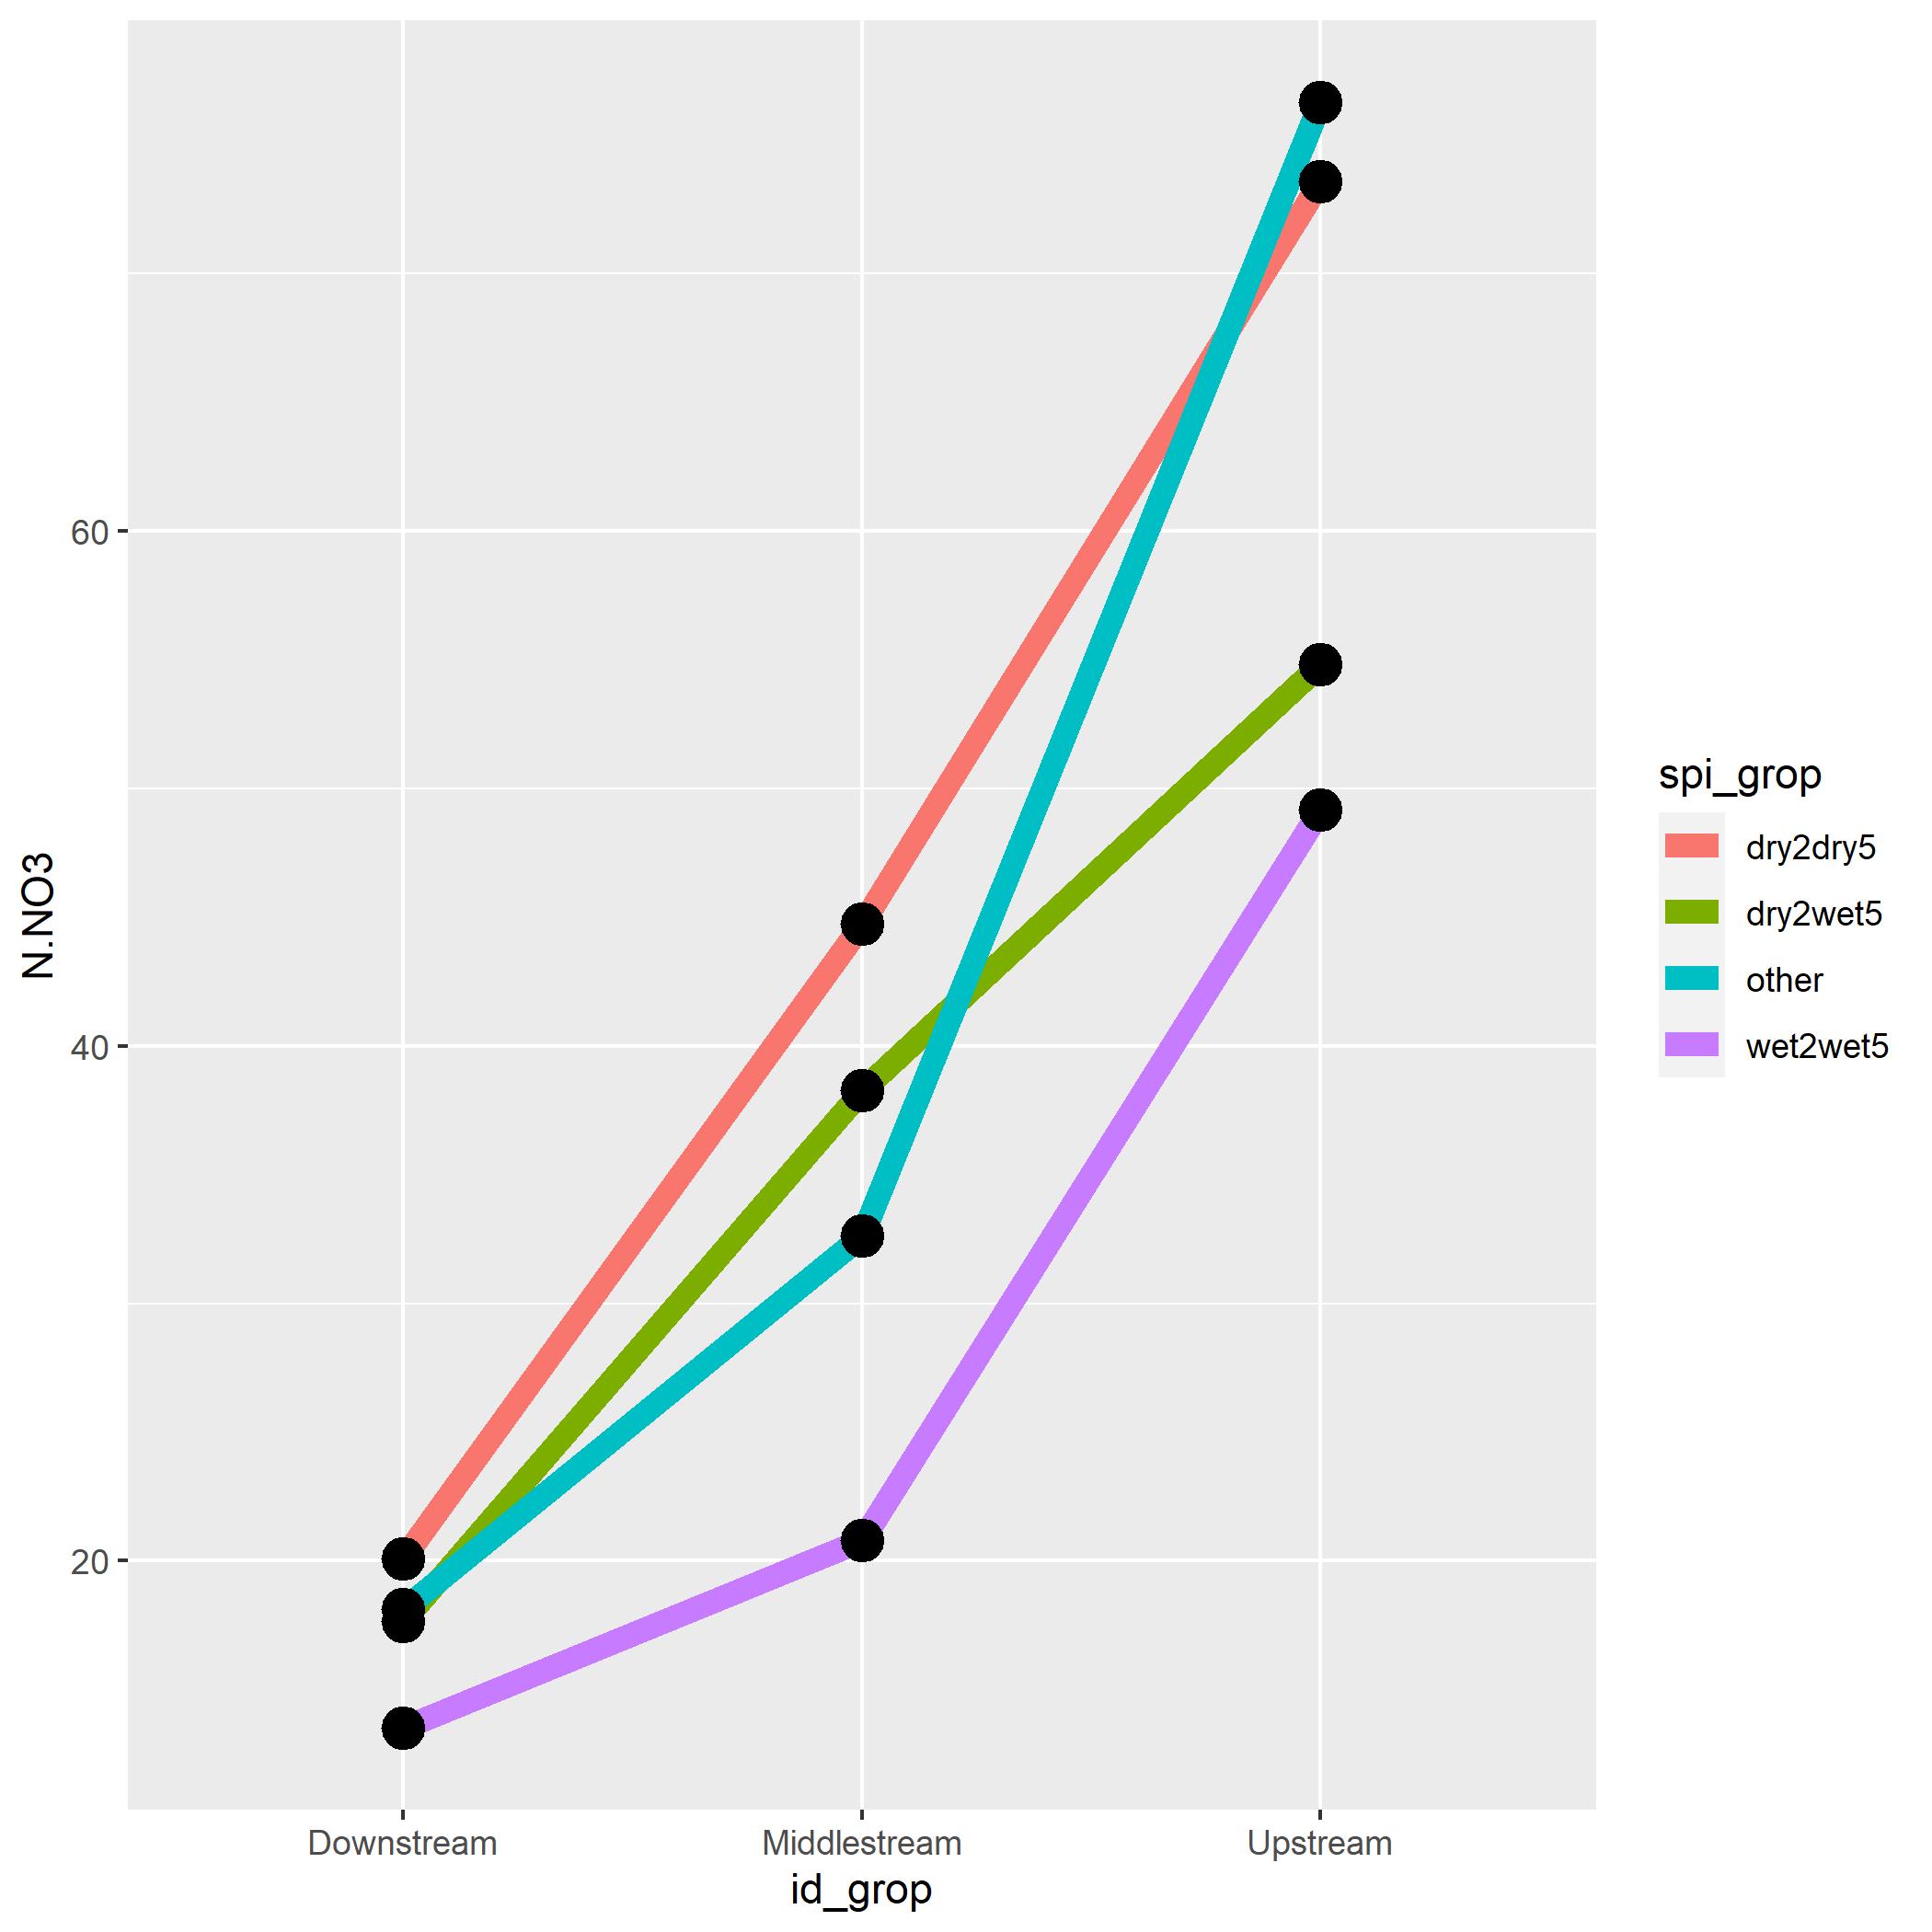 N.NO3
60
40
20
Downstream
Middlestream
Upstream
id_grop
spi_grop
dry2dry5
dry2wet5
other
wet2wet5